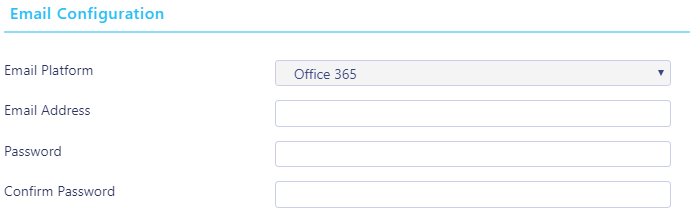 Email Configuration
Email Platform
Office 365
Email Address
Password
Confirm Password